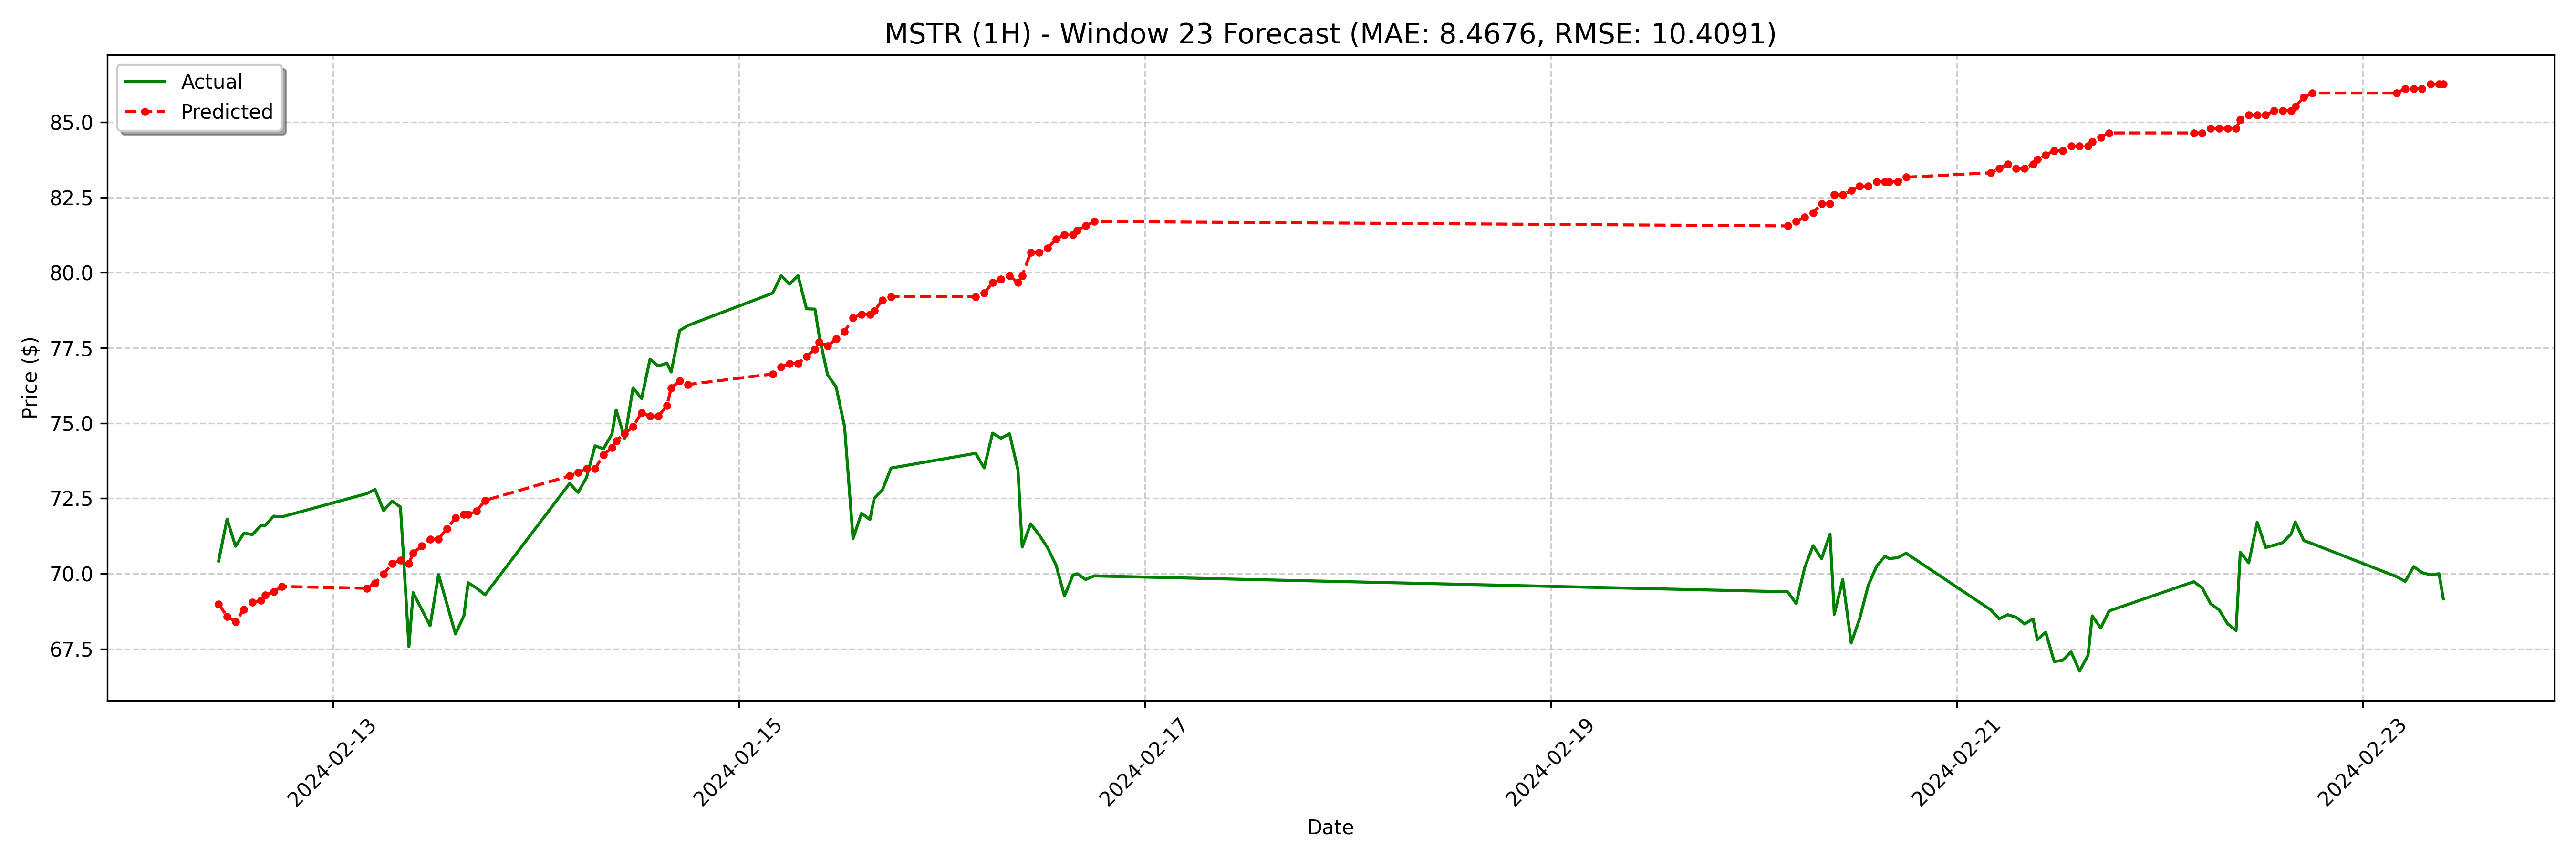 MSTR (1H) - Window 23 Forecast (MAE: 8.4676, RMSE: 10.4091)
Actual
Predicted
Price ($)
85.0
82.5
80.0
77.5
75.0
72.5
70.0
67.5
2024-02-13
2024-02-15
2024-02-17
2024-02-19
2024-02-21
2024-02-23
Date